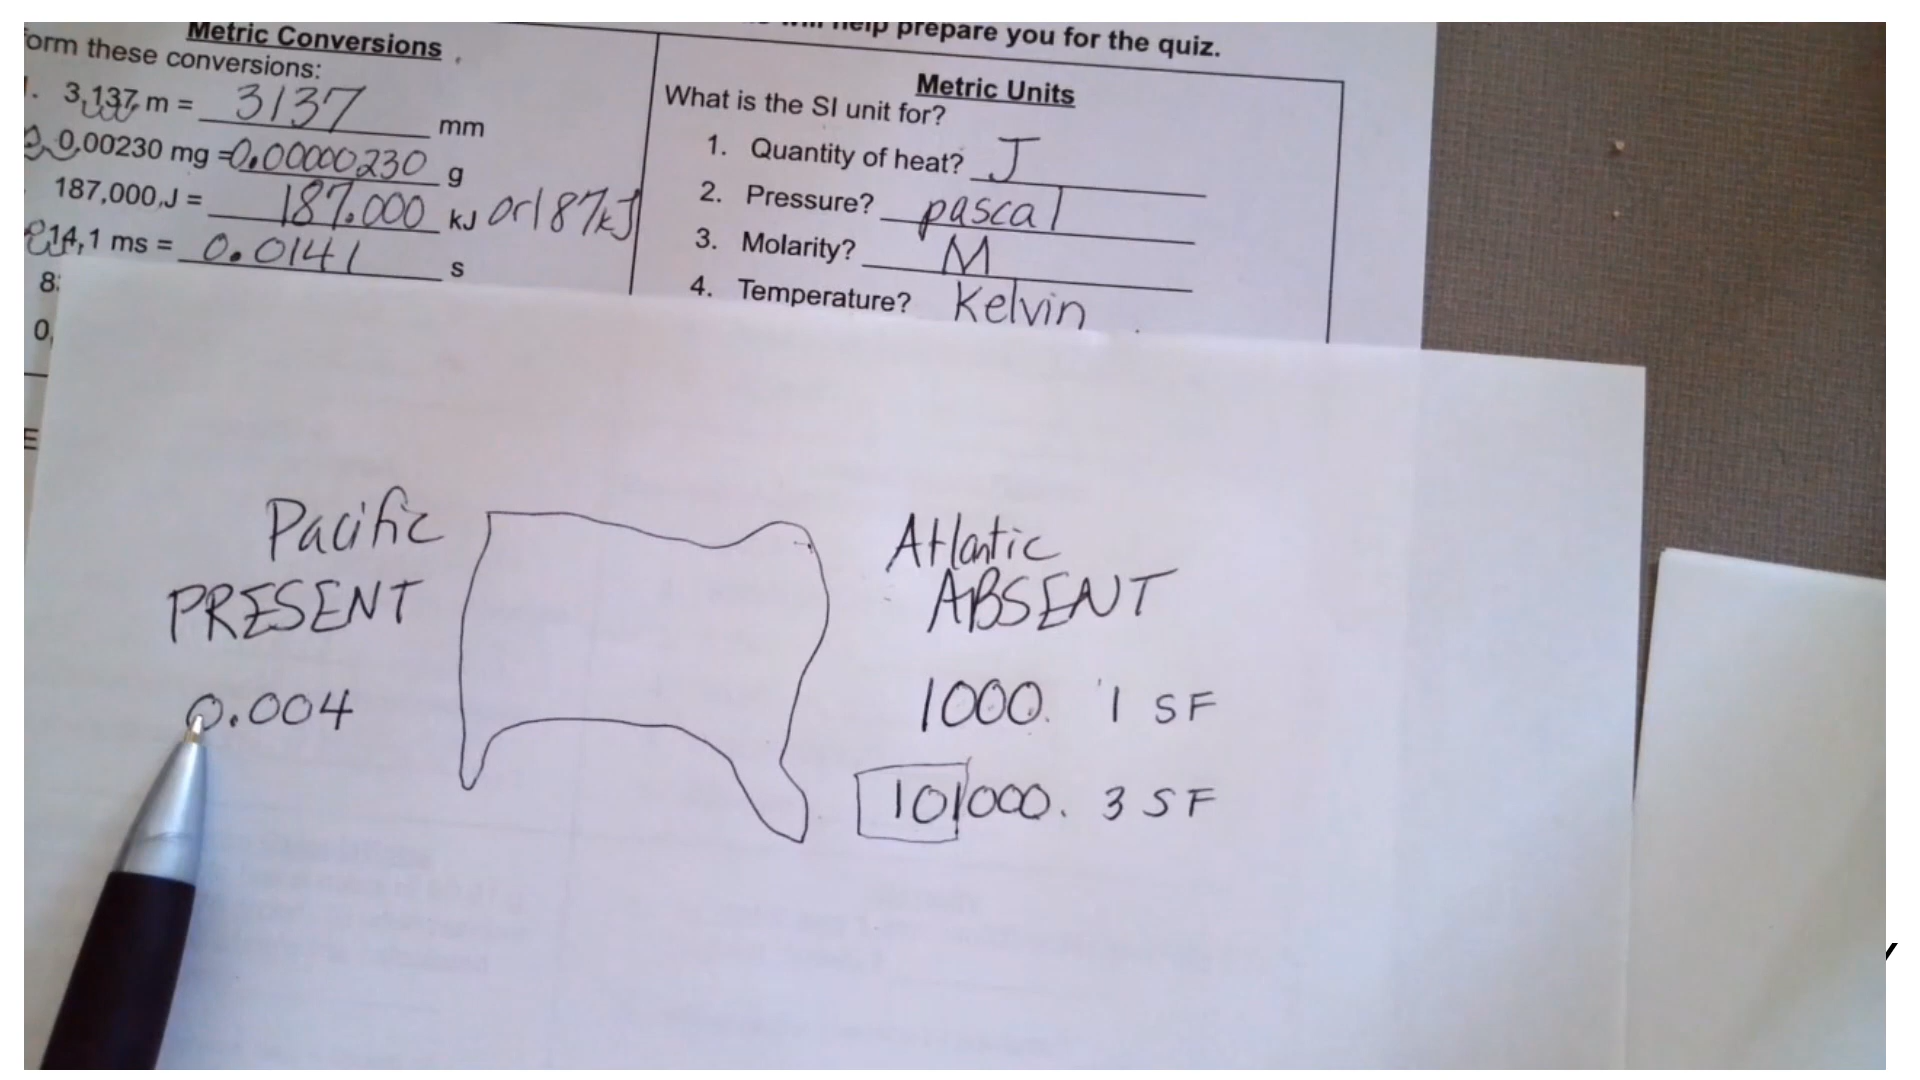 will help prepare you for the quiz.
Metric Conversions
orm these conversions:
3.137 m = 3137 mm
0.00230 mg = 0.00000230 g
187,000 J = 187.000 kJ or 187kJ
14.1 ms = 0.0141 s
8
0
E
Metric Units
What is the SI unit for?
1. Quantity of heat? J
2. Pressure? pascal
3. Molarity? M
4. Temperature? Kelvin
Pacific
PRESENT
0.004
Atlantic
ABSENT
1000. 1 SF
101000. 3 SF